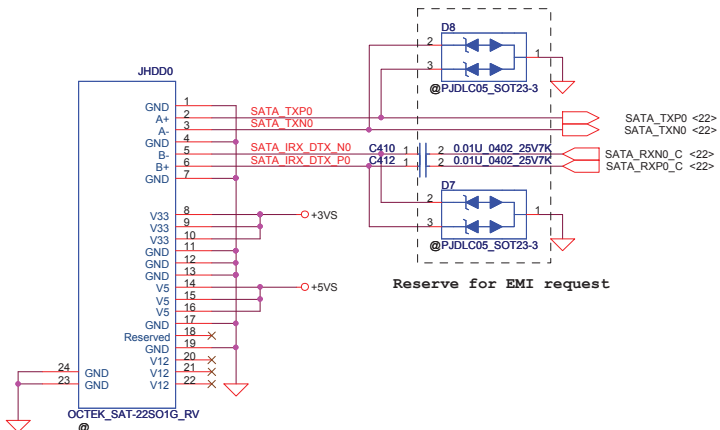 D8
2
1
3
@PJDLC05_SOT23-3
JHDD0
GND 1
A+ 2 SATA_TXP0 SATA_TXP0 <22>
A- 3 SATA_TXN0 SATA_TXN0 <22>
GND 4
B- 5 SATA_IRX_DTX_N0 C410 1 2 0.01U_0402_25V7K SATA_RXN0_C <22>
B+ 6 SATA_IRX_DTX_P0 C412 1 2 0.01U_0402_25V7K SATA_RXP0_C <22>
GND 7
D7
2
1
3
@PJDLC05_SOT23-3
V33 8 +3VS
V33 9
V33 10
GND 11
GND 12
GND 13
V5 14 +5VS
V5 15
V5 16
GND 17
Reserved 18
GND 19
V12 20
V12 21
V12 22
24 GND
23 GND
Reserve for EMI request
OCTEK_SAT-22SO1G_RV
@